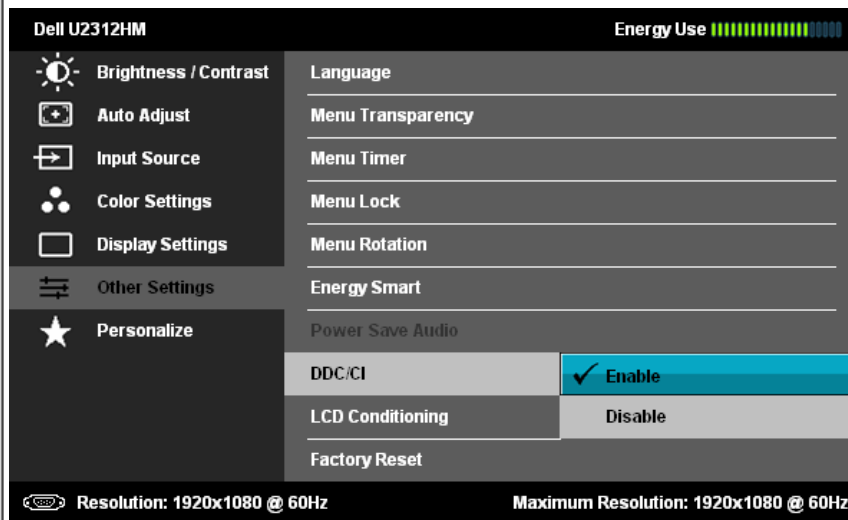 Dell U2312HM Energy Use
Brightness / Contrast Language
Auto Adjust Menu Transparency
Input Source Menu Timer
Color Settings Menu Lock
Display Settings Menu Rotation
Other Settings Energy Smart
Personalize Power Save Audio
DDC/CI Enable
LCD Conditioning Disable
Factory Reset
Resolution: 1920x1080 @ 60Hz Maximum Resolution: 1920x1080 @ 60Hz